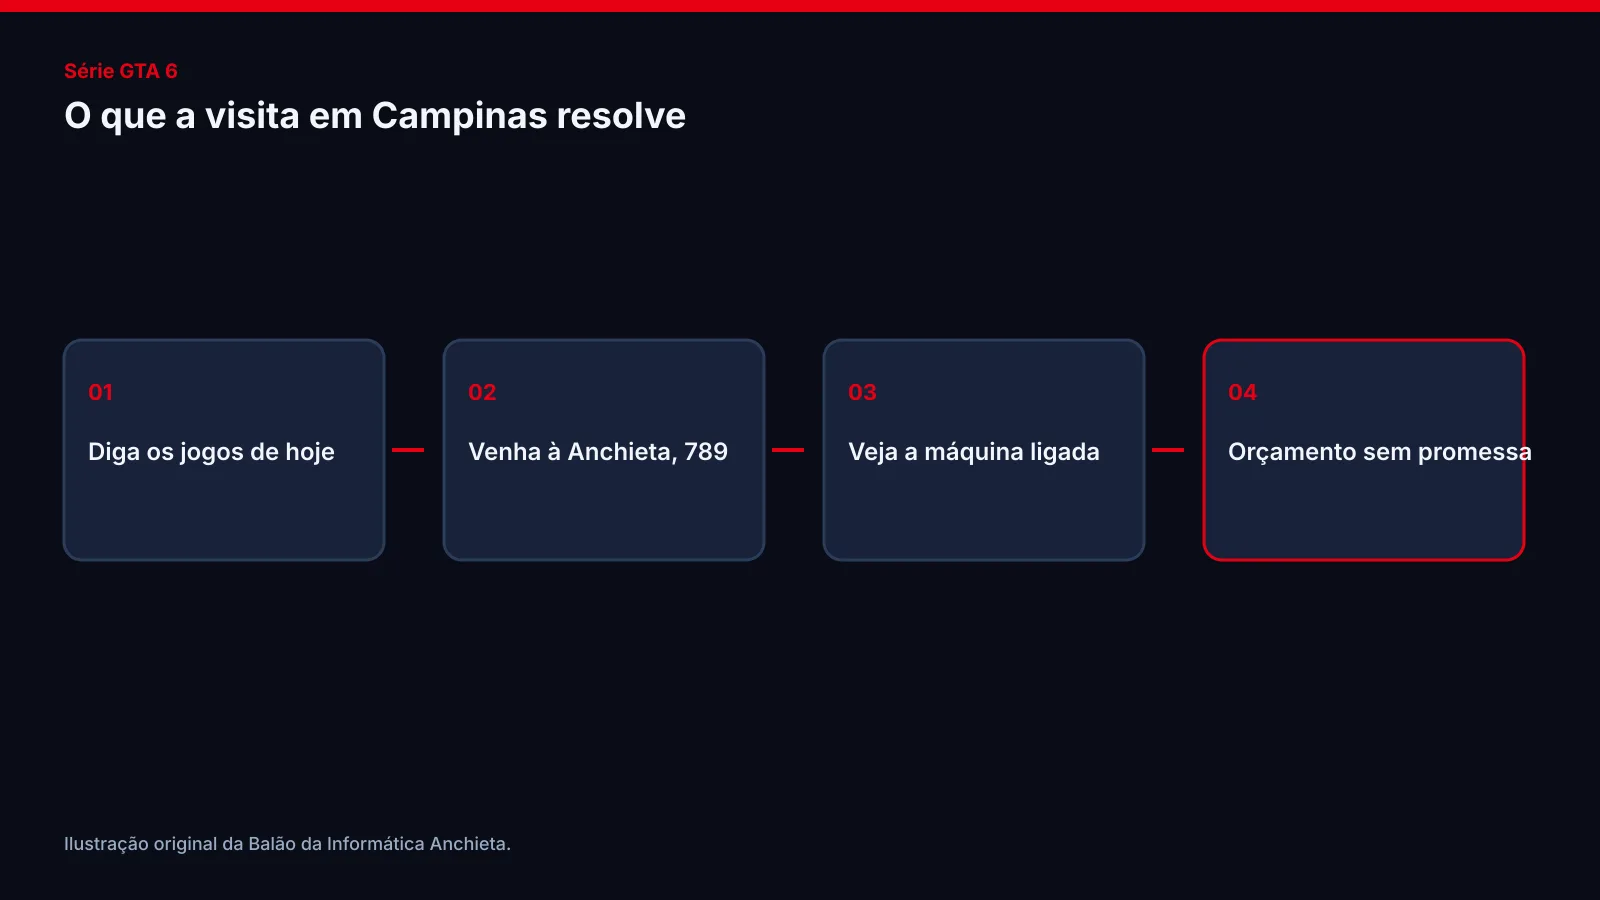 Série GTA 6
O que a visita em Campinas resolve
01
Diga os jogos de hoje
02
Venha à Anchieta, 789
03
Veja a máquina ligada
04
Orçamento sem promessa
Ilustração original da Balão da Informática Anchieta.